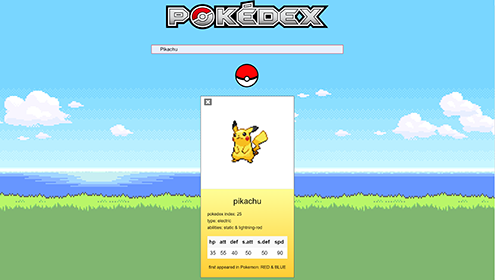 POKÉDEX
Pikachu
pikachu
pokedex index: 25
type: electric
abilities: static & lightning-rod
hp att def s.att s.def spd
35 55 40 50 50 90
first appeared in Pokemon: RED & BLUE